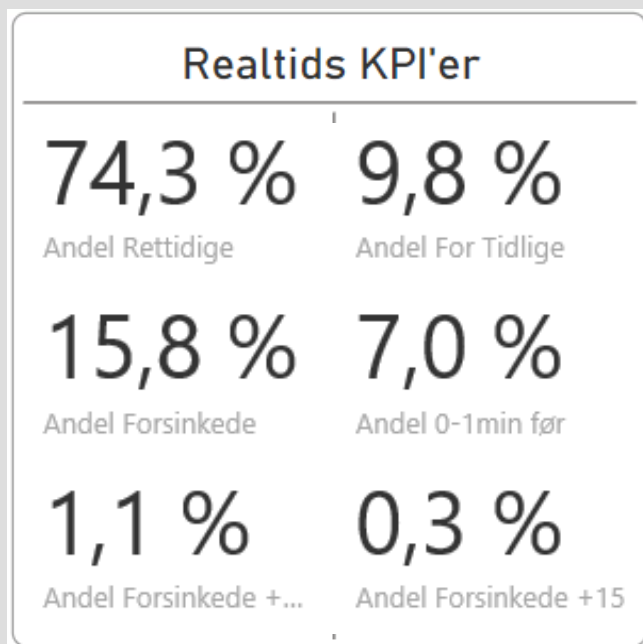 Realtids KPI'er
74,3 % 9,8 %
Andel Rettidige Andel For Tidlige
15,8 % 7,0 %
Andel Forsinkede Andel 0-1min før
1,1 % 0,3 %
Andel Forsinkede +... Andel Forsinkede +15